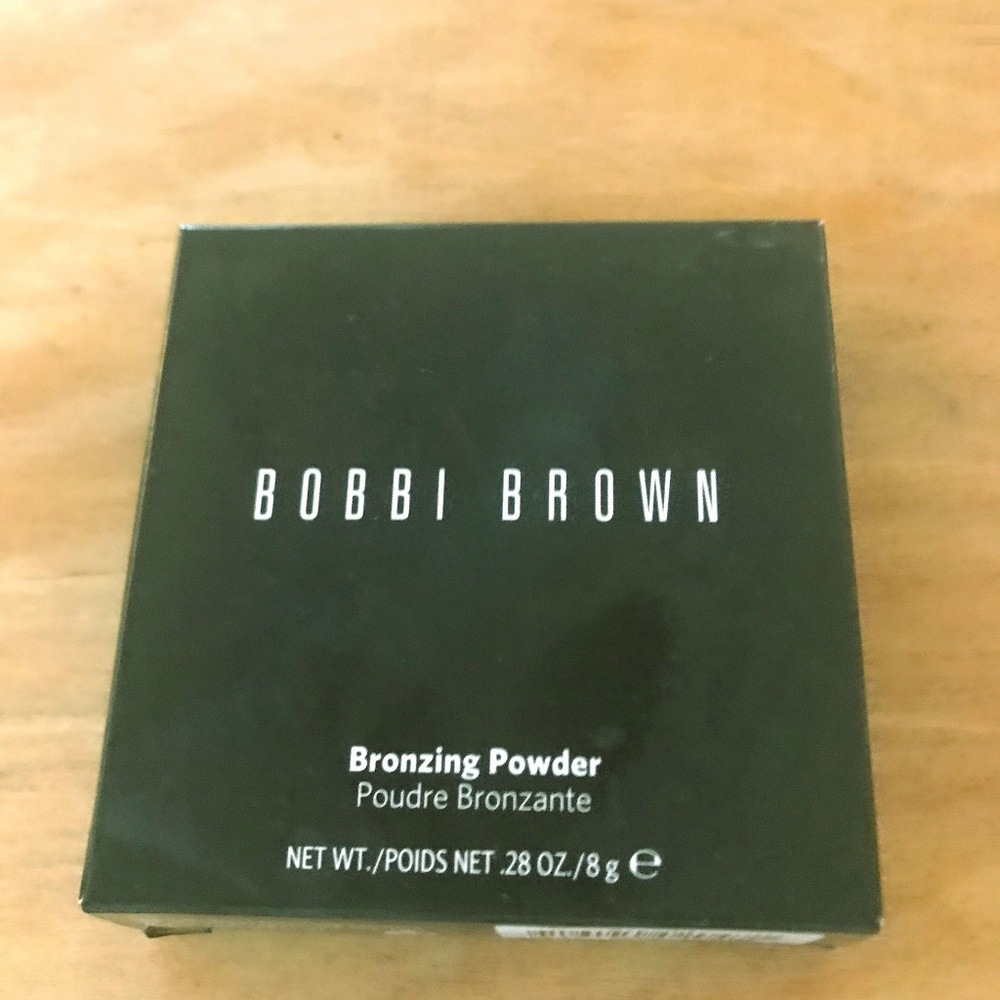 BOBBI BROWN
Bronzing Powder
Poudre Bronzante
NET WT./POIDS NET .28 OZ./8 g ℮